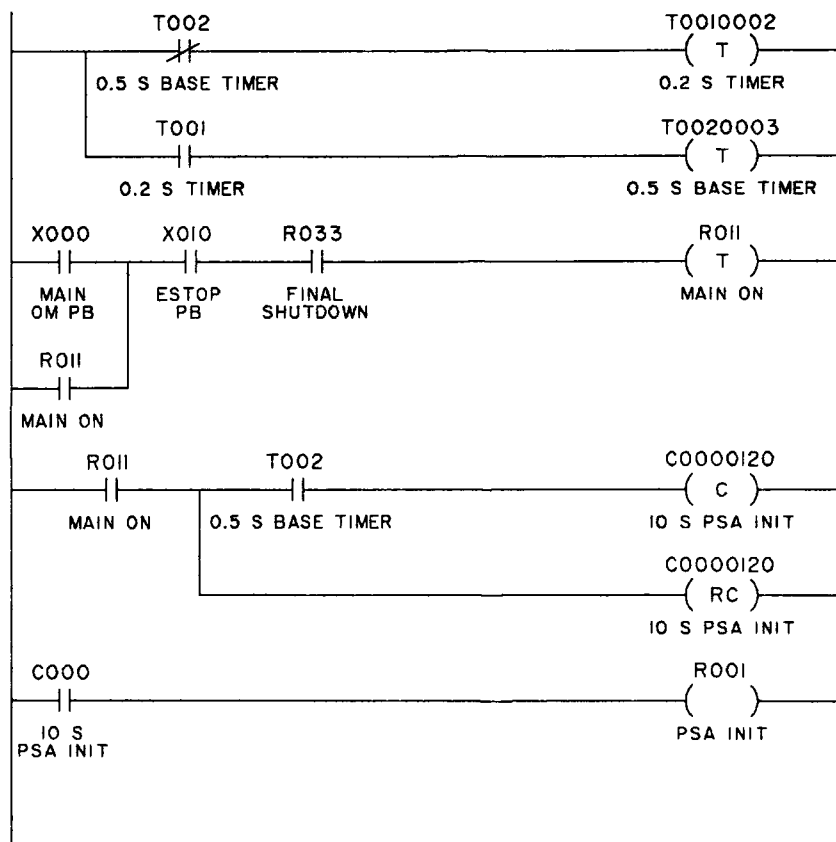 T002 T0010002
T
0.5 S BASE TIMER 0.2 S TIMER
T001 T0020003
T
0.2 S TIMER 0.5 S BASE TIMER
X000 X010 R033 R011
T
MAIN ESTOP FINAL MAIN ON
OM PB PB SHUTDOWN
R011
MAIN ON
R011 T002 C0000120
C
MAIN ON 0.5 S BASE TIMER 10 S PSA INIT
C0000120
RC
10 S PSA INIT
C000 R001
10 S PSA INIT
PSA INIT